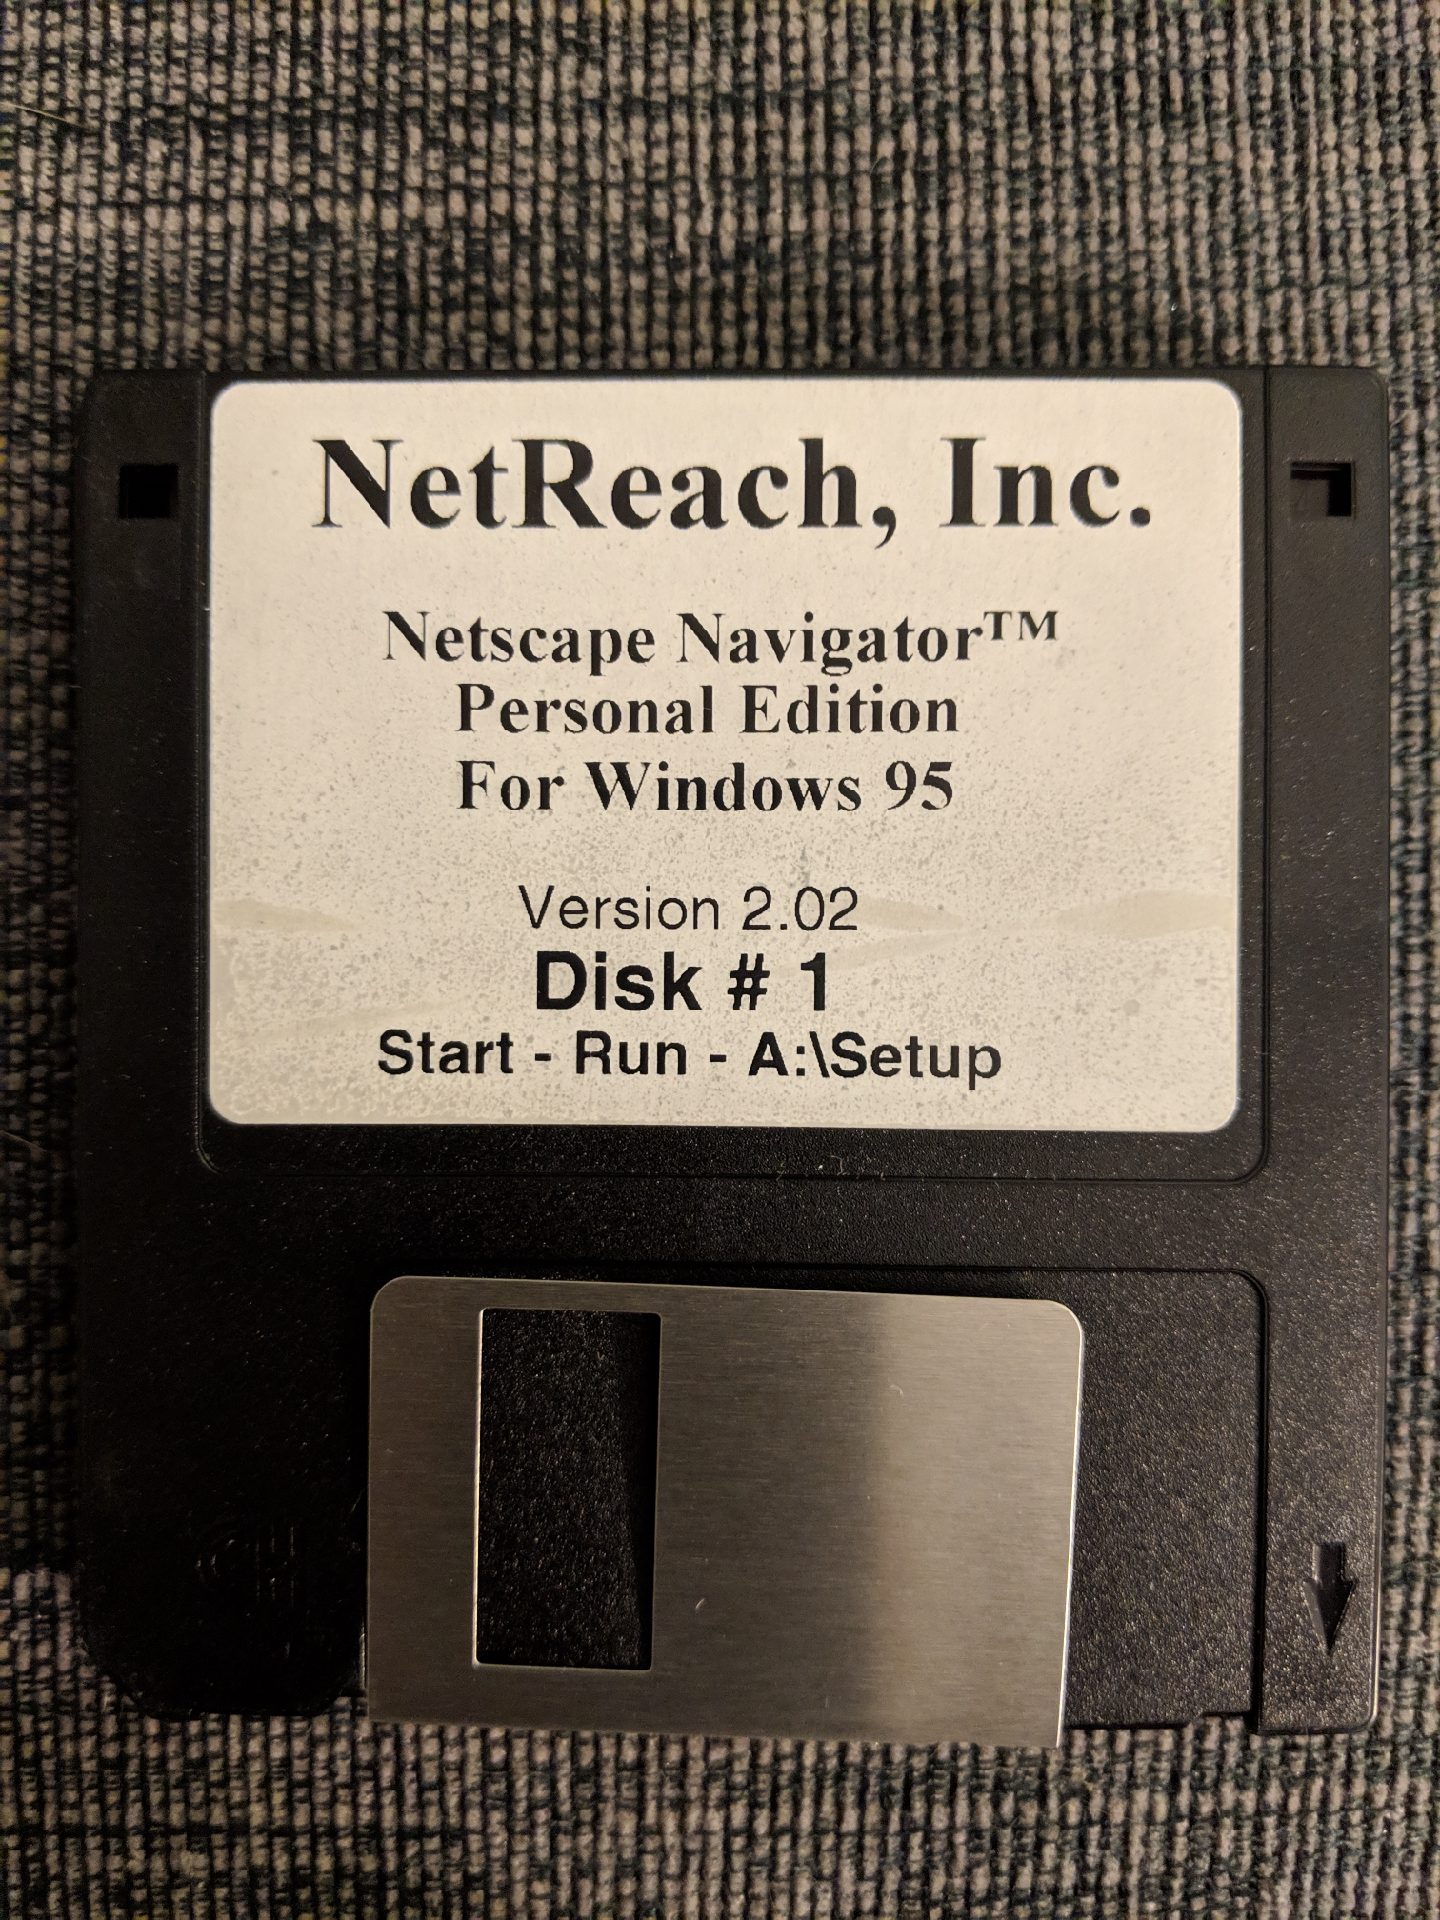 NetReach, Inc.
Netscape Navigator™
Personal Edition
For Windows 95
Version 2.02
Disk # 1
Start - Run - A:\Setup